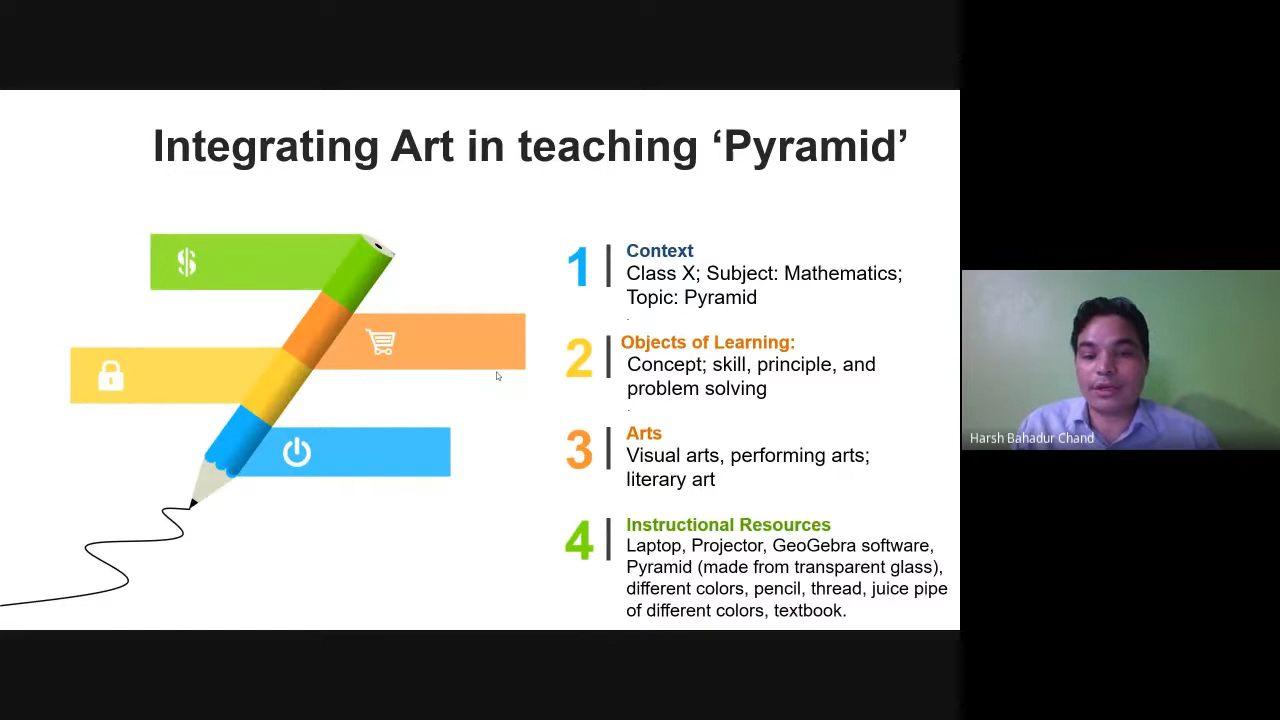 Integrating Art in teaching ‘Pyramid’
$
1
Context
Class X; Subject: Mathematics;
Topic: Pyramid
.
2
Objects of Learning:
Concept; skill, principle, and
problem solving
.
3
Arts
Visual arts, performing arts;
literary art
4
Instructional Resources
Laptop, Projector, GeoGebra software,
Pyramid (made from transparent glass),
different colors, pencil, thread, juice pipe
of different colors, textbook.
Harsh Bahadur Chand